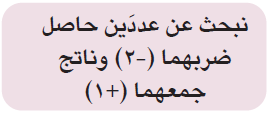 نبحث عن عددَين حاصل
ضربهما (-٢) وناتج
جمعهما (+١)